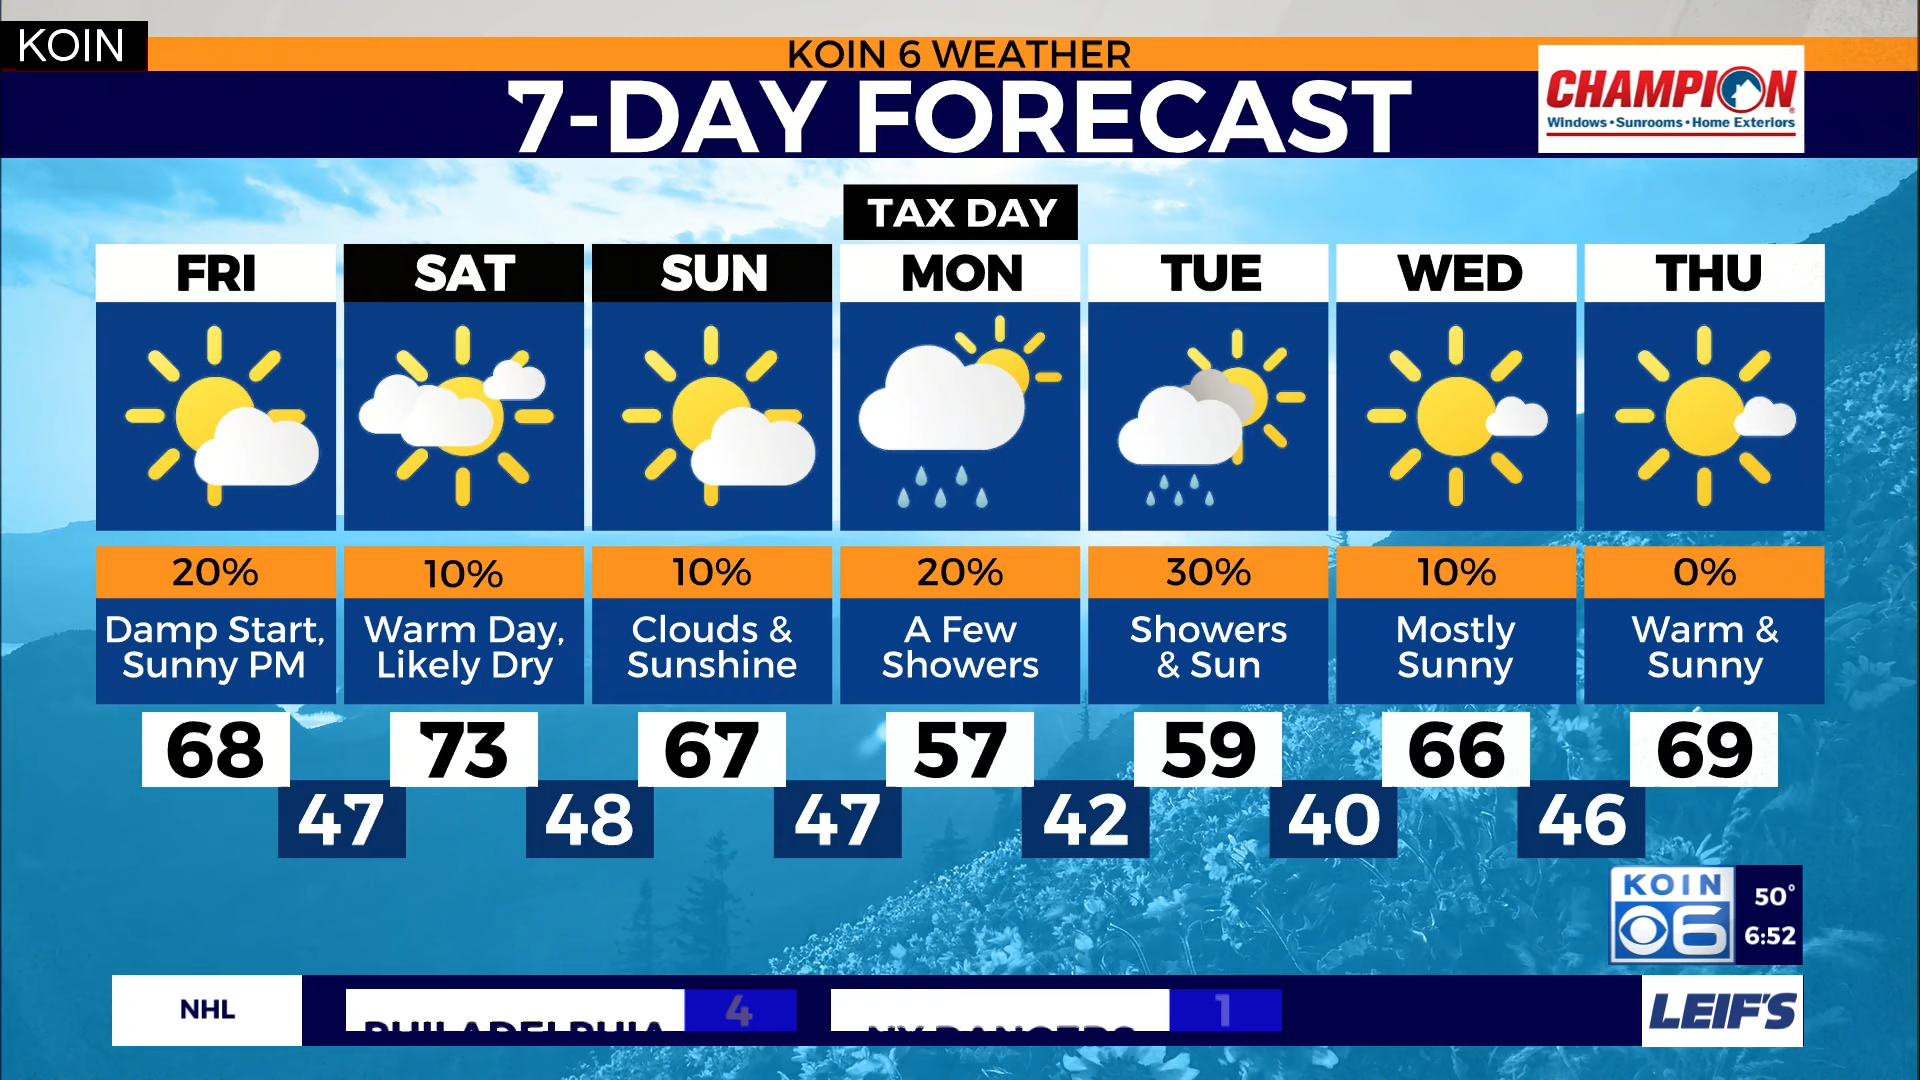 KOIN
KOIN 6 WEATHER
7-DAY FORECAST
CHAMPION
Windows • Sunrooms • Home Exteriors
TAX DAY
FRI
SAT
SUN
MON
TUE
WED
THU
20%
10%
10%
20%
30%
10%
0%
Damp Start,
Sunny PM
Warm Day,
Likely Dry
Clouds &
Sunshine
A Few
Showers
Showers
& Sun
Mostly
Sunny
Warm &
Sunny
68
73
67
57
59
66
69
47
48
47
42
40
46
KOIN
6
50°
6:52
NHL
PHILADELPHIA
4
NY RANGERS
1
LEIF'S